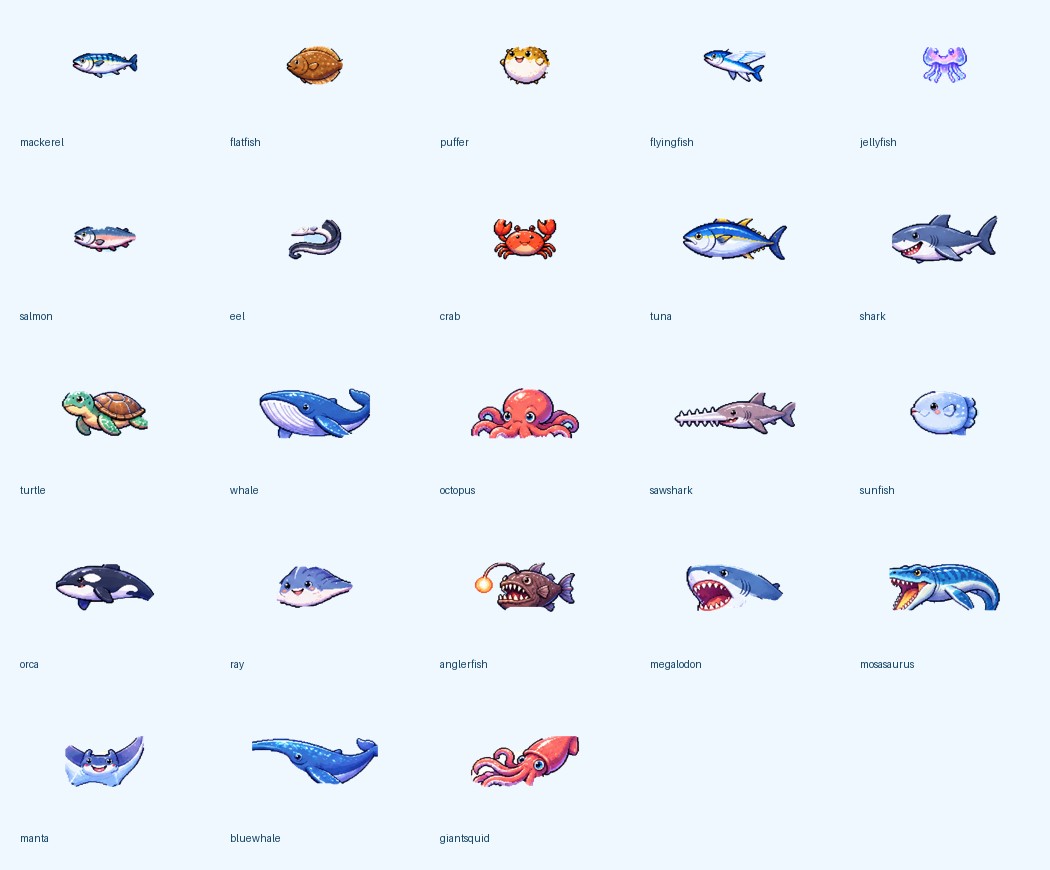 mackerel
flatfish
puffer
flyingfish
jellyfish
salmon
eel
crab
tuna
shark
turtle
whale
octopus
sawshark
sunfish
orca
ray
anglerfish
megalodon
mosasaurus
manta
bluewhale
giantsquid